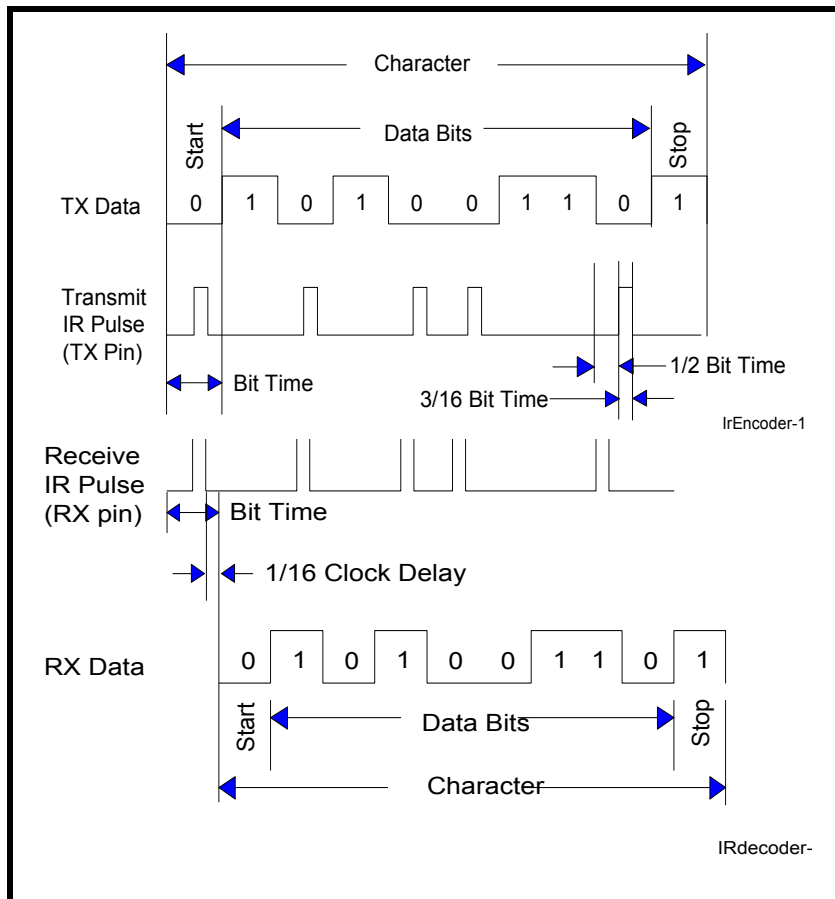 Character
Start
Data Bits
Stop
TX Data
0 1 0 1 0 0 1 1 0 1
Transmit
IR Pulse
(TX Pin)
Bit Time
1/2 Bit Time
3/16 Bit Time
IrEncoder-1
Receive
IR Pulse
(RX pin)
Bit Time
1/16 Clock Delay
RX Data
0 1 0 1 0 0 1 1 0 1
Start
Data Bits
Stop
Character
IRdecoder-